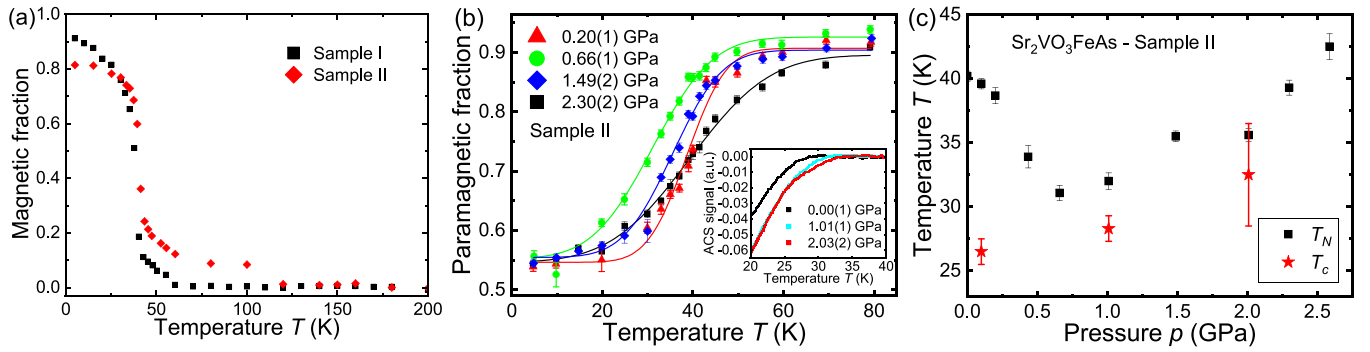 (a)
Magnetic fraction
1.0
0.8
0.6
0.4
0.2
0.0
0
50
100
150
200
Temperature T (K)
Sample I
Sample II
(b)
Paramagnetic fraction
0.9
0.8
0.7
0.6
0.5
0
20
40
60
80
Temperature T (K)
0.20(1) GPa
0.66(1) GPa
1.49(2) GPa
2.30(2) GPa
Sample II
ACS signal (a.u.)
0.00
-0.01
-0.02
-0.03
-0.04
-0.05
-0.06
20
25
30
35
40
Temperature T (K)
0.00(1) GPa
1.01(1) GPa
2.03(2) GPa
(c)
Temperature T (K)
45
40
35
30
25
0.0
0.5
1.0
1.5
2.0
2.5
Pressure p (GPa)
Sr₂VO₃FeAs - Sample II
T_N
T_c